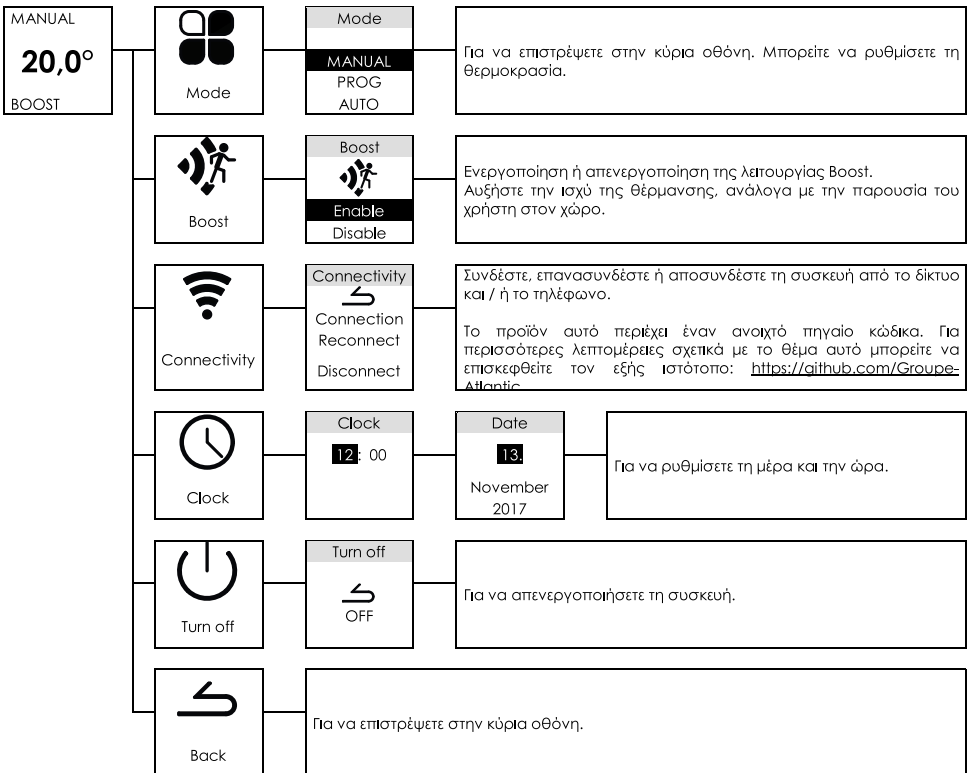 MANUAL
20,0°
BOOST
Mode
Mode
MANUAL
PROG
AUTO
Για να επιστρέψετε στην κύρια οθόνη. Μπορείτε να ρυθμίσετε τη
θερμοκρασία.
Boost
Boost
Enable
Disable
Ενεργοποίηση ή απενεργοποίηση της λειτουργίας Boost.
Αυξήστε την ισχύ της θέρμανσης, ανάλογα με την παρουσία του
χρήστη στον χώρο.
Connectivity
Connectivity
Connection
Reconnect
Disconnect
Συνδέστε, επανασυνδέστε ή αποσυνδέστε τη συσκευή από το δίκτυο
και / ή το τηλέφωνο.
Το προϊόν αυτό περιέχει έναν ανοιχτό πηγαίο κώδικα. Για
περισσότερες λεπτομέρειες σχετικά με το θέμα αυτό μπορείτε να
επισκεφθείτε τον εξής ιστότοπο: https://github.com/Groupe-
Atlantic
Clock
Clock
12 : 00
Date
13.
November
2017
Για να ρυθμίσετε τη μέρα και την ώρα.
Turn off
Turn off
OFF
Για να απενεργοποιήσετε τη συσκευή.
Back
Για να επιστρέψετε στην κύρια οθόνη.